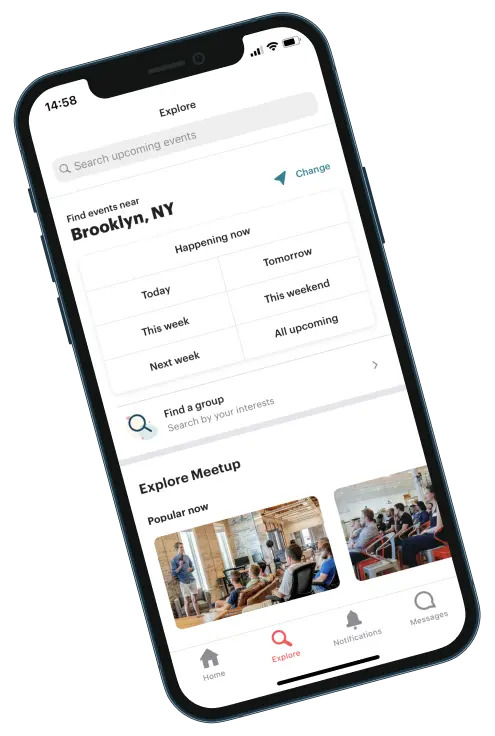 14:58
Explore
Search upcoming events
Find events near
Brooklyn, NY
Change
Happening now
Today
Tomorrow
This week
This weekend
Next week
All upcoming
Find a group
Search by your interests
Explore Meetup
Popular now
Home
Explore
Notifications
Messages